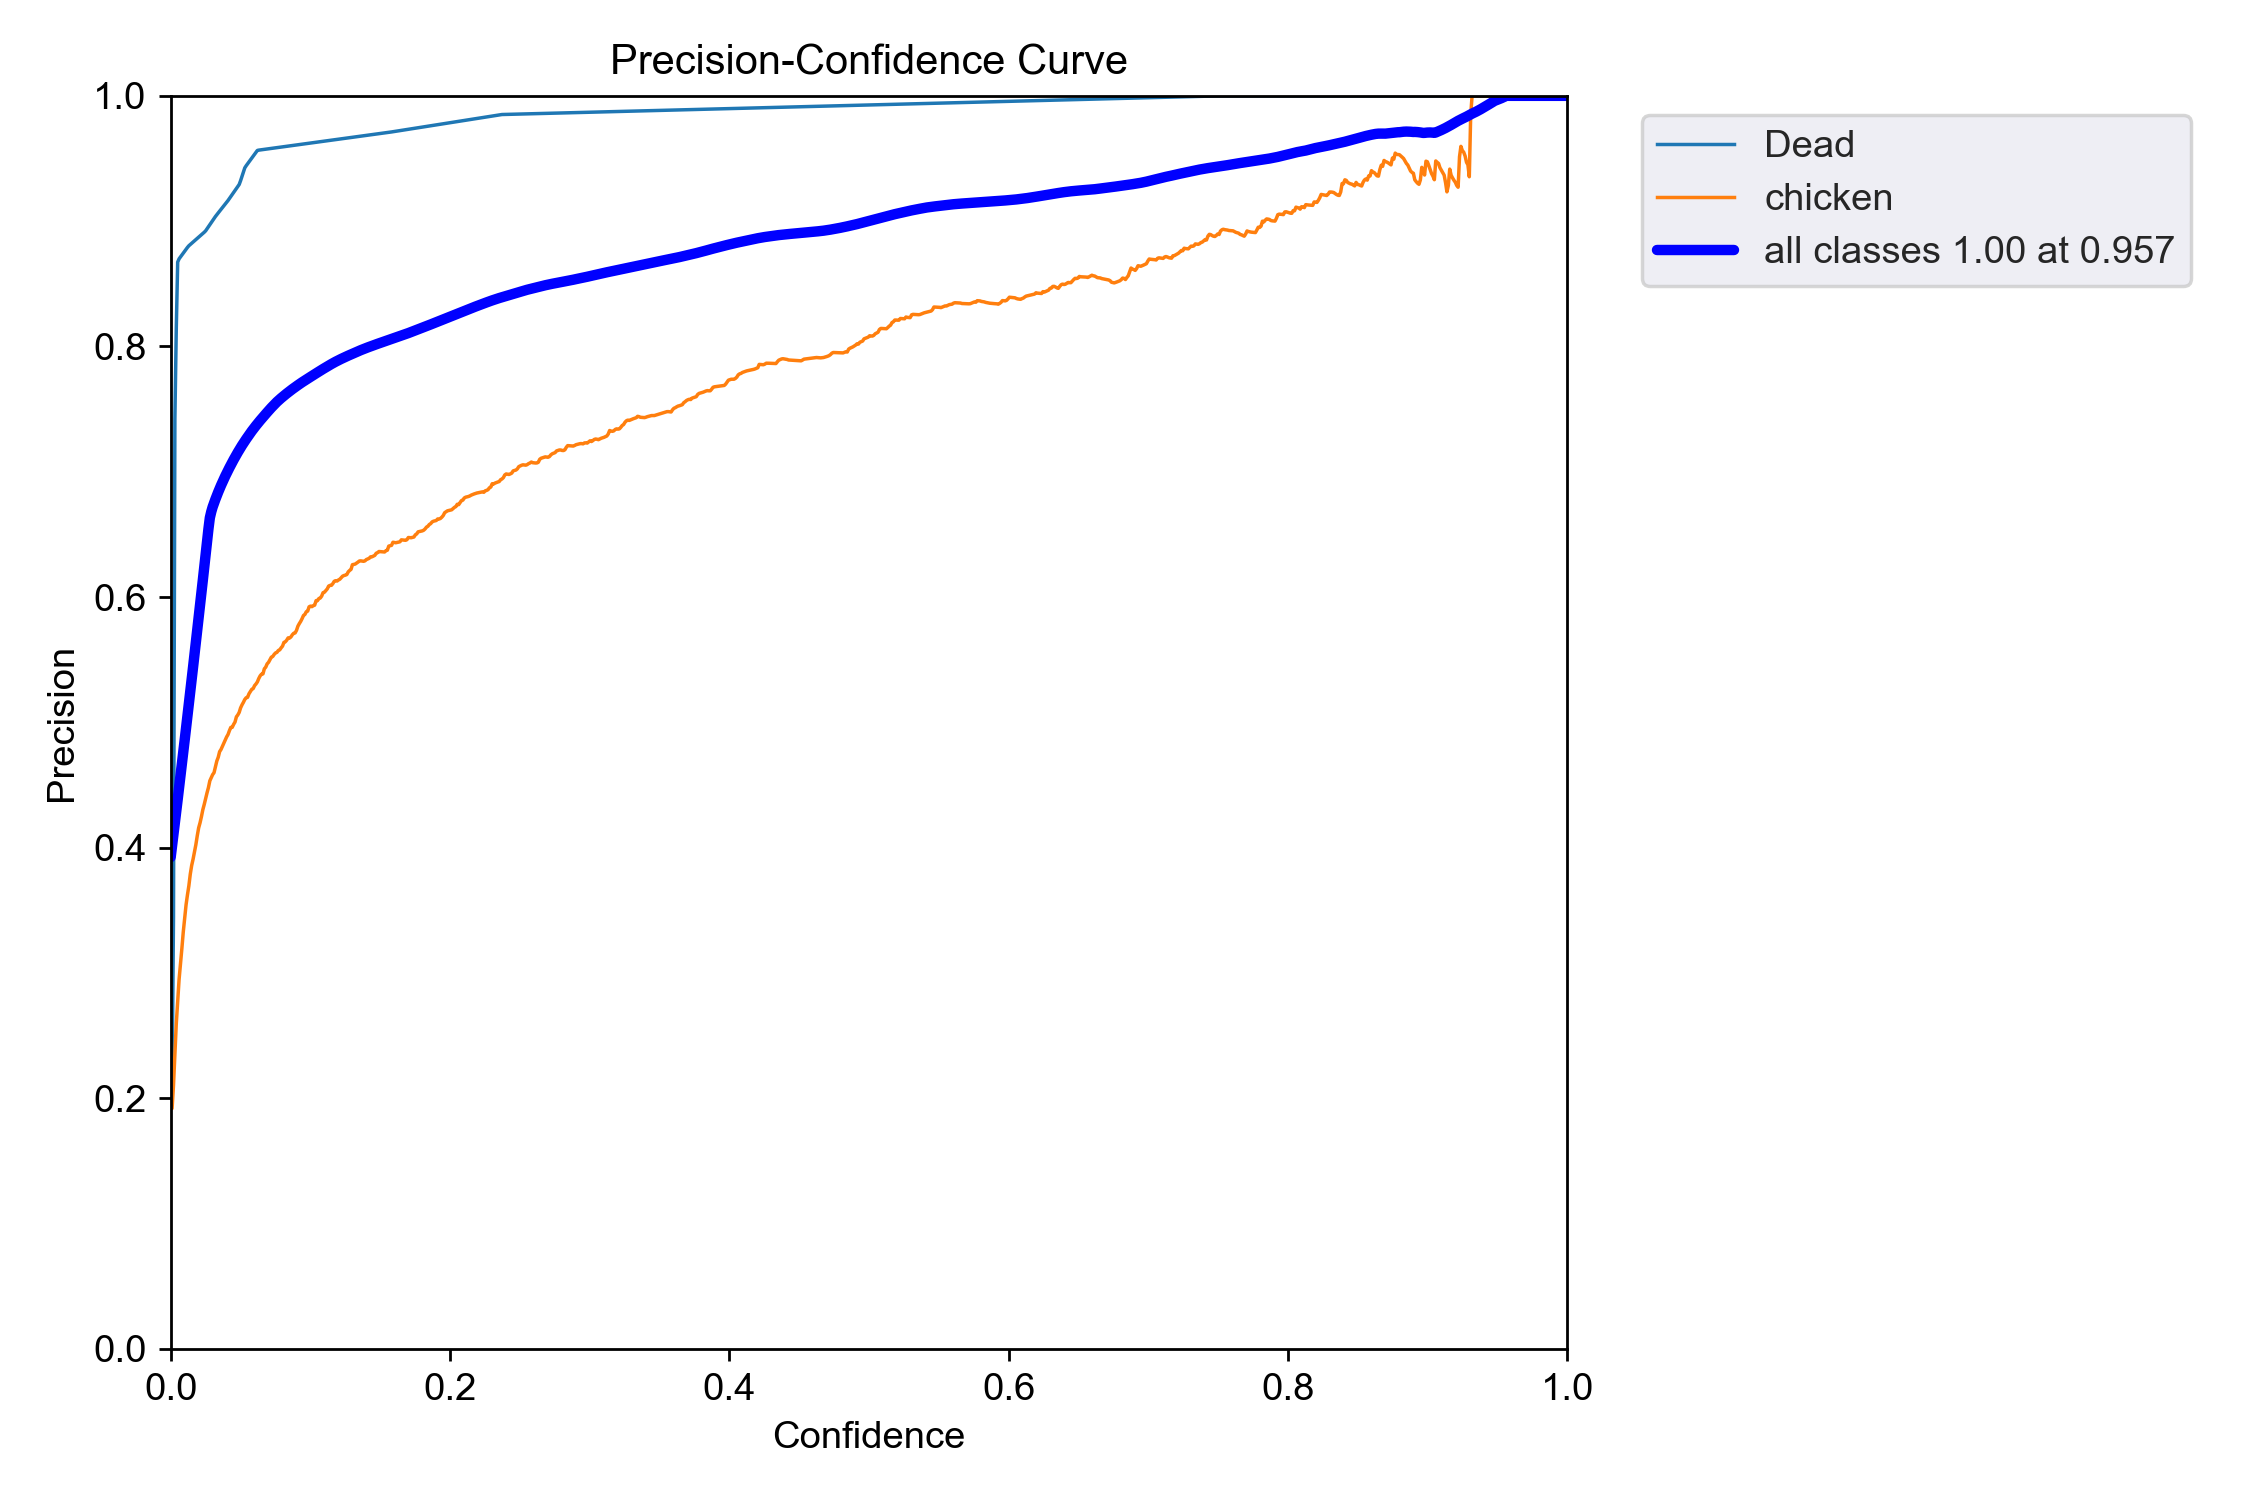 Precision-Confidence Curve
1.0
0.8
0.6
0.4
0.2
0.0
Precision
0.0 0.2 0.4 0.6 0.8 1.0
Confidence
Dead
chicken
all classes 1.00 at 0.957